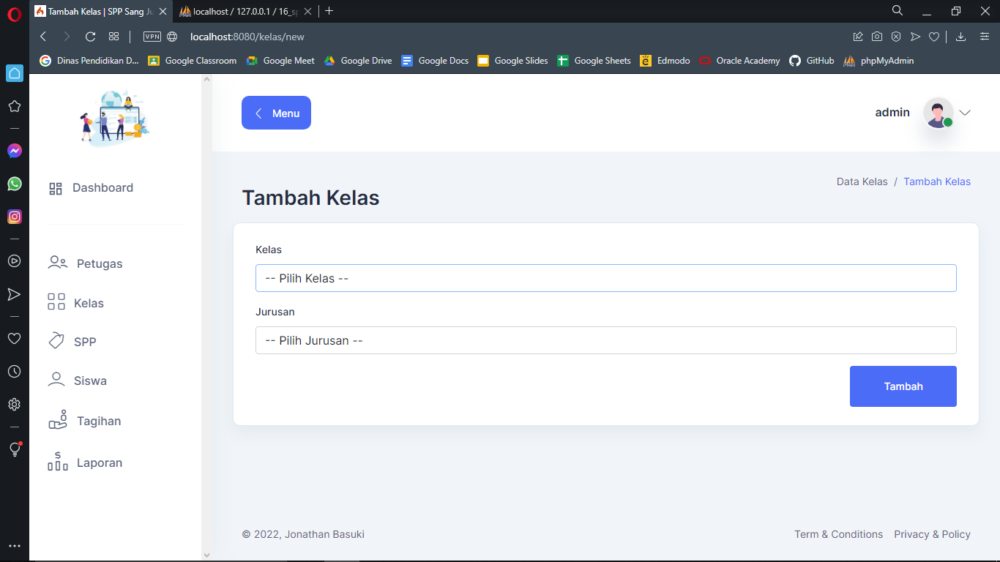 Tambah Kelas | SPP Sang Ju
localhost / 127.0.0.1 / 16_sp
VPN
localhost:8080/kelas/new
Dinas Pendidikan D...
Google Classroom
Google Meet
Google Drive
Google Docs
Google Slides
Google Sheets
Edmodo
Oracle Academy
GitHub
phpMyAdmin
Menu
admin
Dashboard
Petugas
Kelas
SPP
Siswa
Tagihan
Laporan
Data Kelas / Tambah Kelas
Tambah Kelas
Kelas
-- Pilih Kelas --
Jurusan
-- Pilih Jurusan --
Tambah
© 2022, Jonathan Basuki
Term & Conditions Privacy & Policy